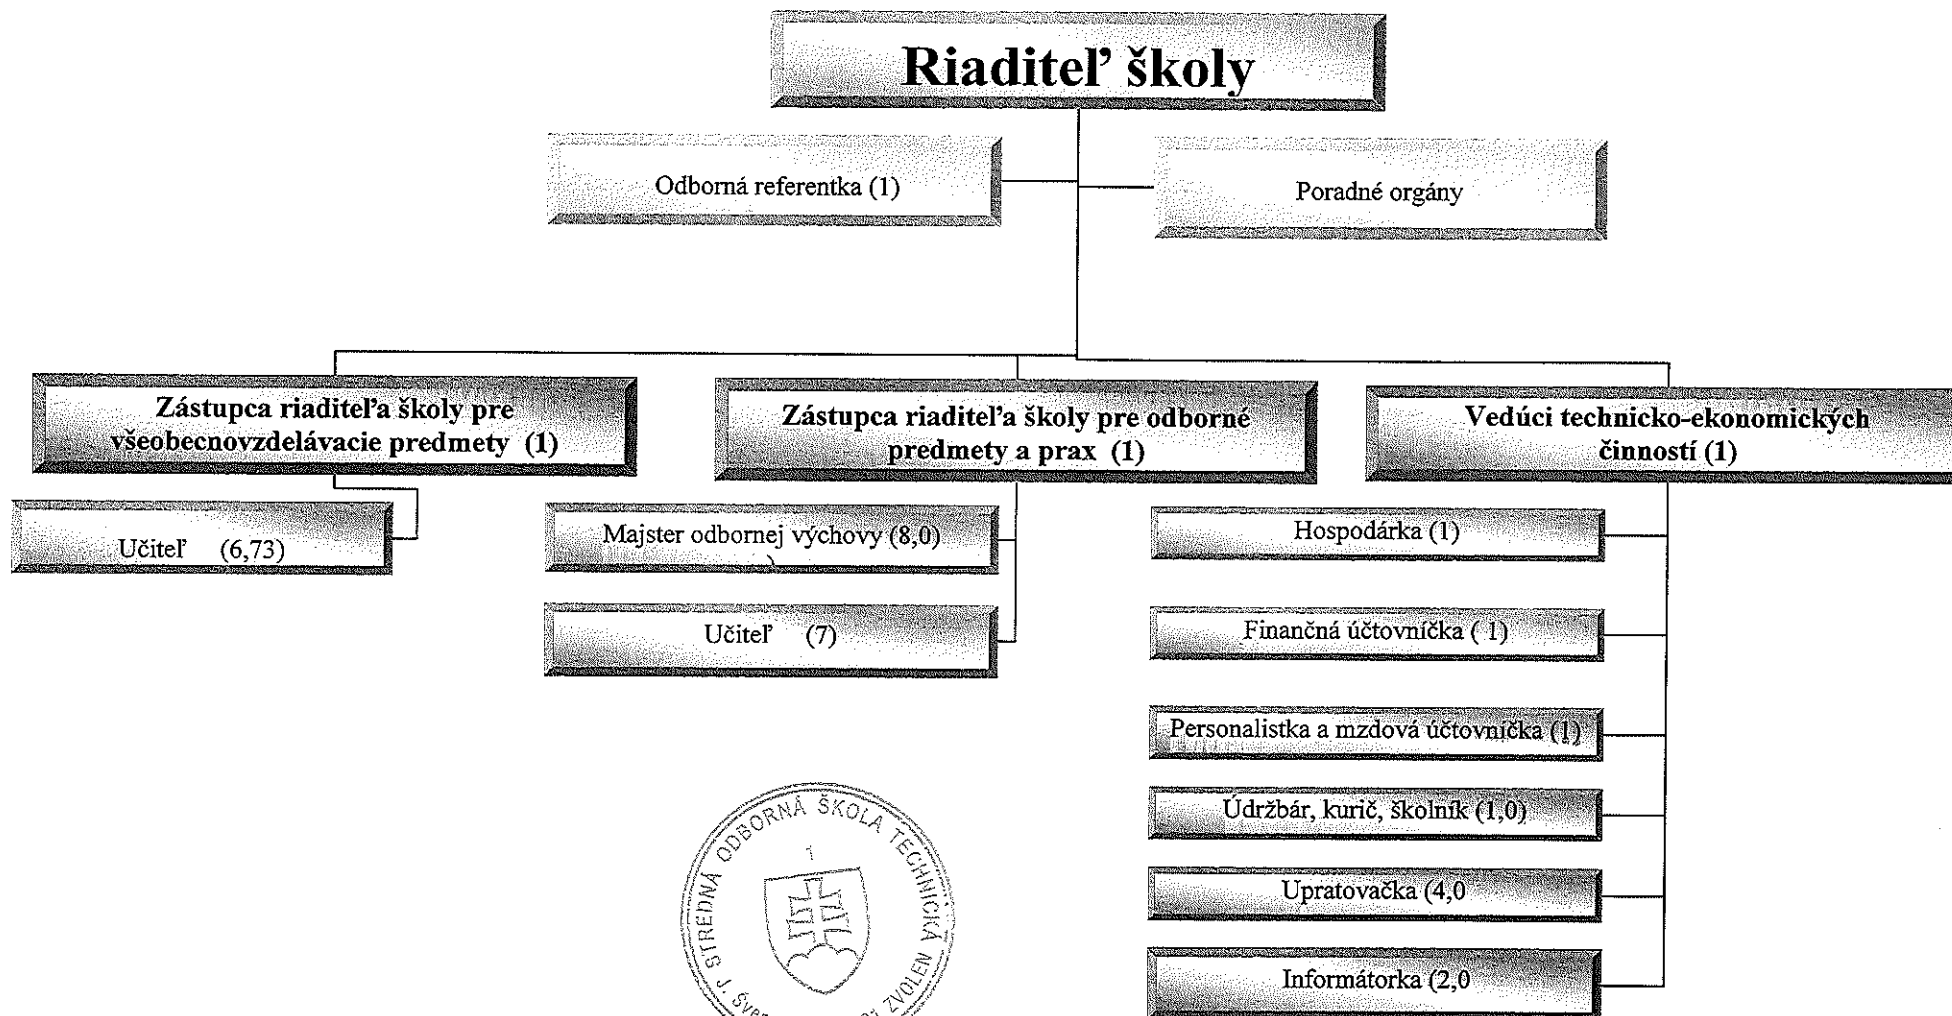 Riaditeľ školy
Odborná referentka (1)
Poradné orgány
Zástupca riaditeľa školy pre
všeobecnovzdelávacie predmety (1)
Zástupca riaditeľa školy pre odborné
predmety a prax (1)
Vedúci technicko-ekonomických
činností (1)
Učiteľ (6,73)
Majster odbornej výchovy (8,0)
Učiteľ (7)
Hospodárka (1)
Finančná účtovníčka ( 1)
Personalistka a mzdová účtovníčka (1)
Údržbár, kurič, školník (1,0)
Upratovačka (4,0
Informátorka (2,0
STREDNÁ ODBORNÁ ŠKOLA TECHNICKÁ
1
J. ZVOLEN